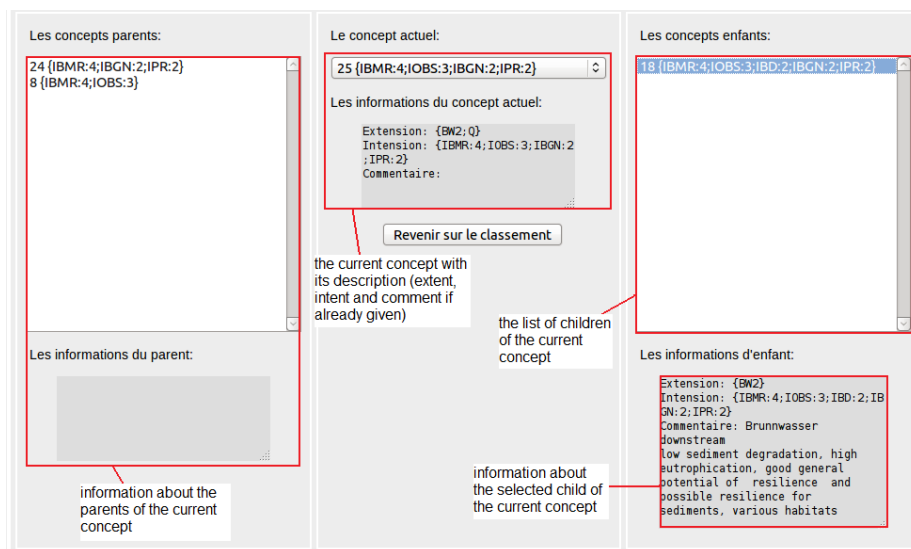 Les concepts parents:
24 {IBMR:4;IBGN:2;IPR:2}
8 {IBMR:4;IOBS:3}
Les informations du parent:
information about the
parents of the current
concept
Le concept actuel:
25 {IBMR:4;IOBS:3;IBGN:2;IPR:2}
Les informations du concept actuel:
Extension: {BW2;Q}
Intension: {IBMR:4;IOBS:3;IBGN:2
;IPR:2}
Commentaire:
Revenir sur le classement
the current concept with
its description (extent,
intent and comment if
already given)
the list of children
of the current
concept
information about
the selected child of
the current concept
Les concepts enfants:
18 {IBMR:4;IOBS:3;IBD:2;IBGN:2;IPR:2}
Les informations d'enfant:
Extension: {BW2}
Intension: {IBMR:4;IOBS:3;IBD:2;IB
GN:2;IPR:2}
Commentaire: Brunnwasser
downstream
low sediment degradation, high
eutrophication, good general
potential of resilience and
possible resilience for
sediments, various habitats